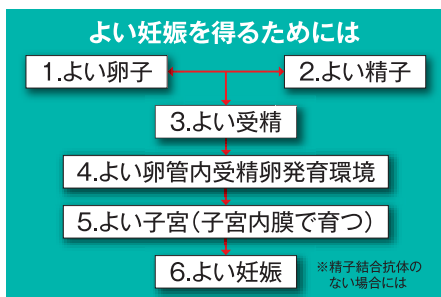 よい妊娠を得るためには
1.よい卵子
2.よい精子
3.よい受精
4.よい卵管内受精卵発育環境
5.よい子宮(子宮内膜で育つ)
6.よい妊娠
※精子結合抗体の
ない場合には